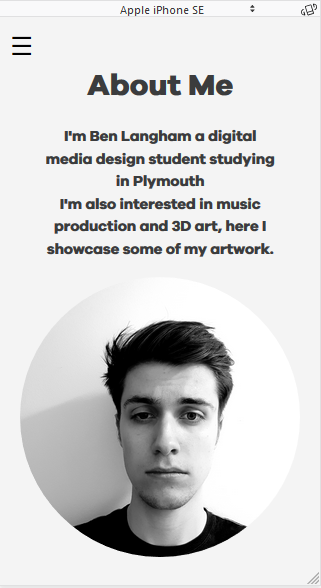 Apple iPhone SE
About Me
I'm Ben Langham a digital
media design student studying
in Plymouth
I'm also interested in music
production and 3D art, here I
showcase some of my artwork.